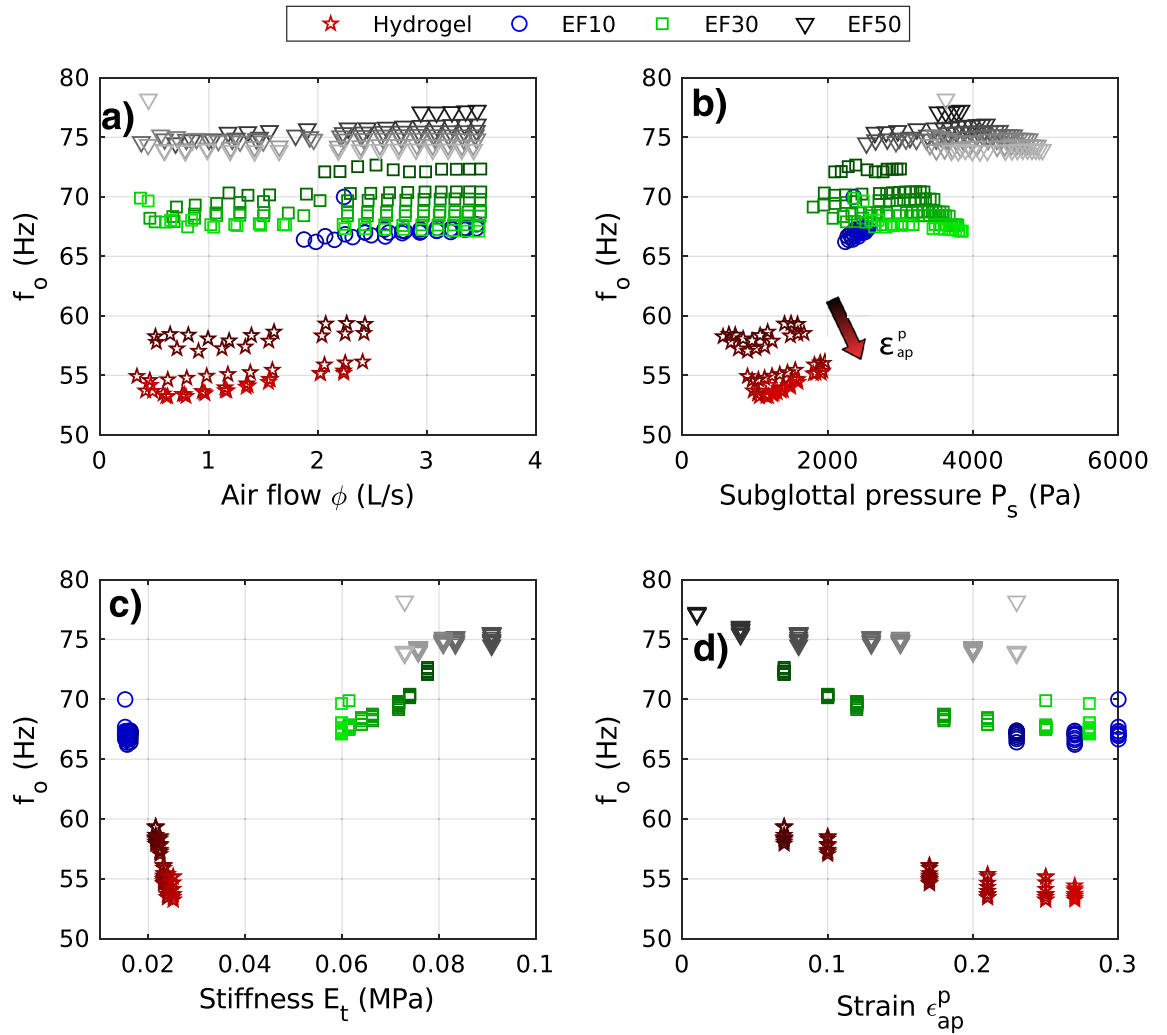 Hydrogel EF10 EF30 EF50
a)
80
75
70
65
60
55
50
f_o (Hz)
0 1 2 3 4
Air flow ϕ (L/s)
b)
80
75
70
65
60
55
50
f_o (Hz)
ε_ap^p
0 2000 4000 6000
Subglottal pressure P_s (Pa)
c)
80
75
70
65
60
55
50
f_o (Hz)
0.02 0.04 0.06 0.08 0.1
Stiffness E_t (MPa)
d)
80
75
70
65
60
55
50
f_o (Hz)
0 0.1 0.2 0.3
Strain ϵ_ap^p